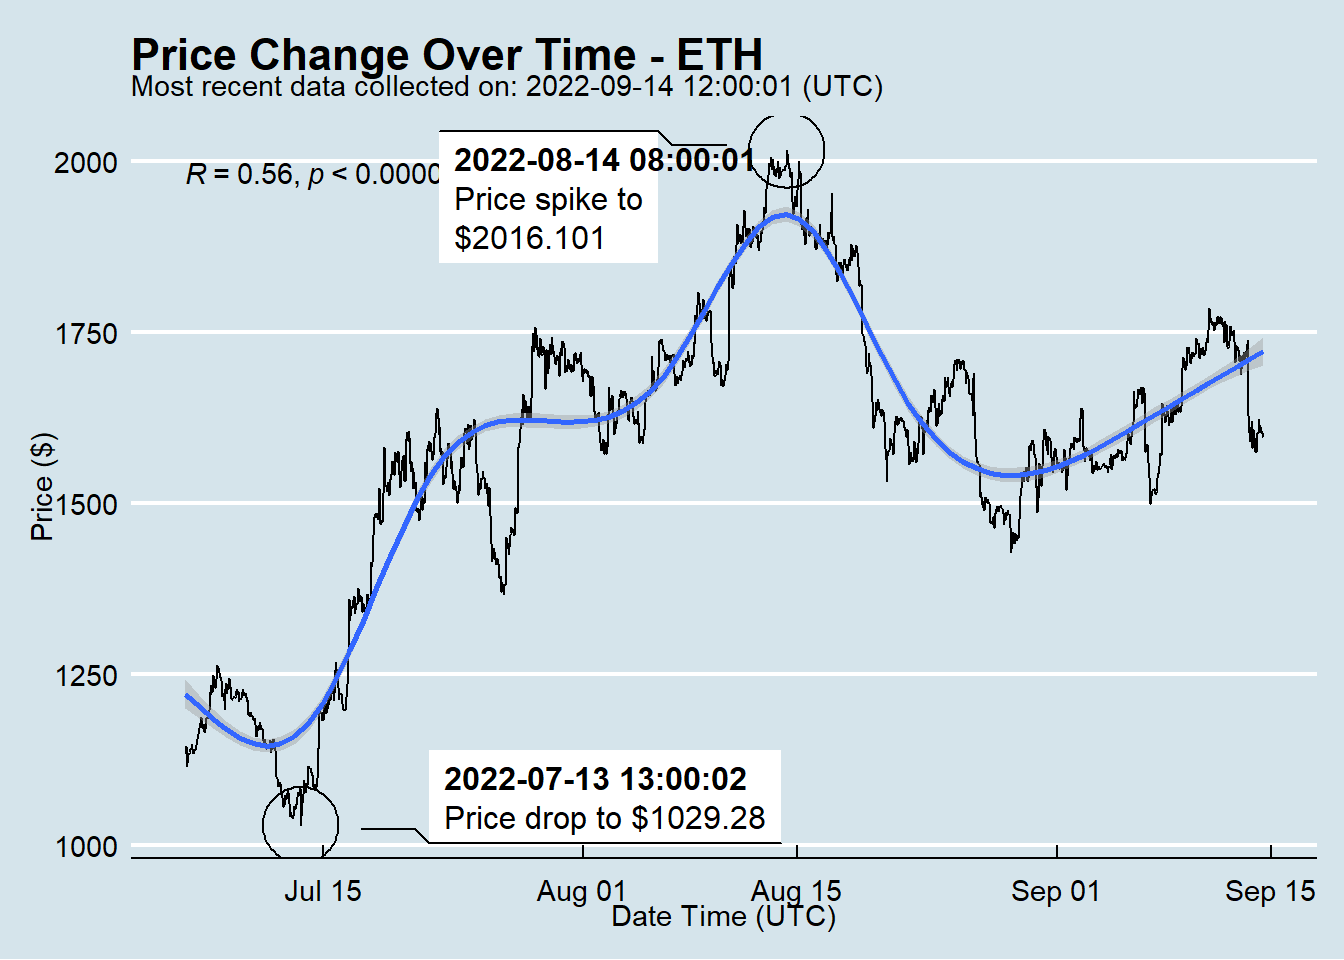 Price Change Over Time - ETH
Most recent data collected on: 2022-09-14 12:00:01 (UTC)
R = 0.56, p < 0.0000
2022-08-14 08:00:01
Price spike to
$2016.101
2000
1750
1500
1250
1000
Price ($)
2022-07-13 13:00:02
Price drop to $1029.28
Jul 15
Aug 01
Aug 15
Sep 01
Sep 15
Date Time (UTC)